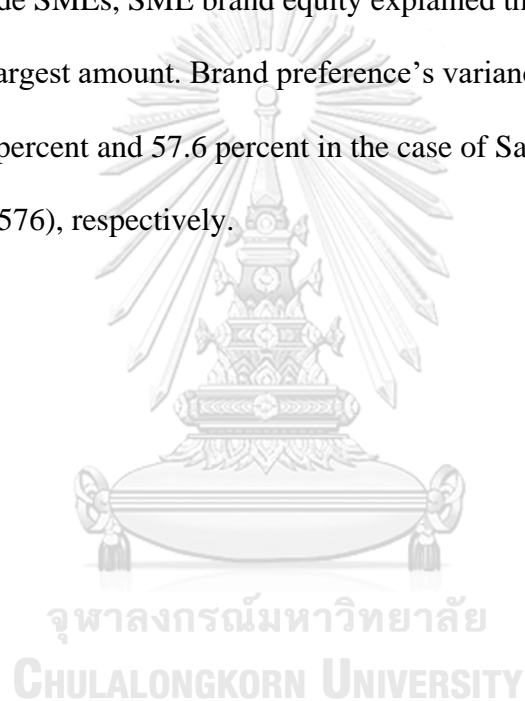 de SMEs, SME brand equity explained th
argest amount. Brand preference’s varianc
percent and 57.6 percent in the case of Sa
576), respectively.
จุฬาลงกรณ์มหาวิทยาลัย
CHULALONGKORN UNIVERSITY